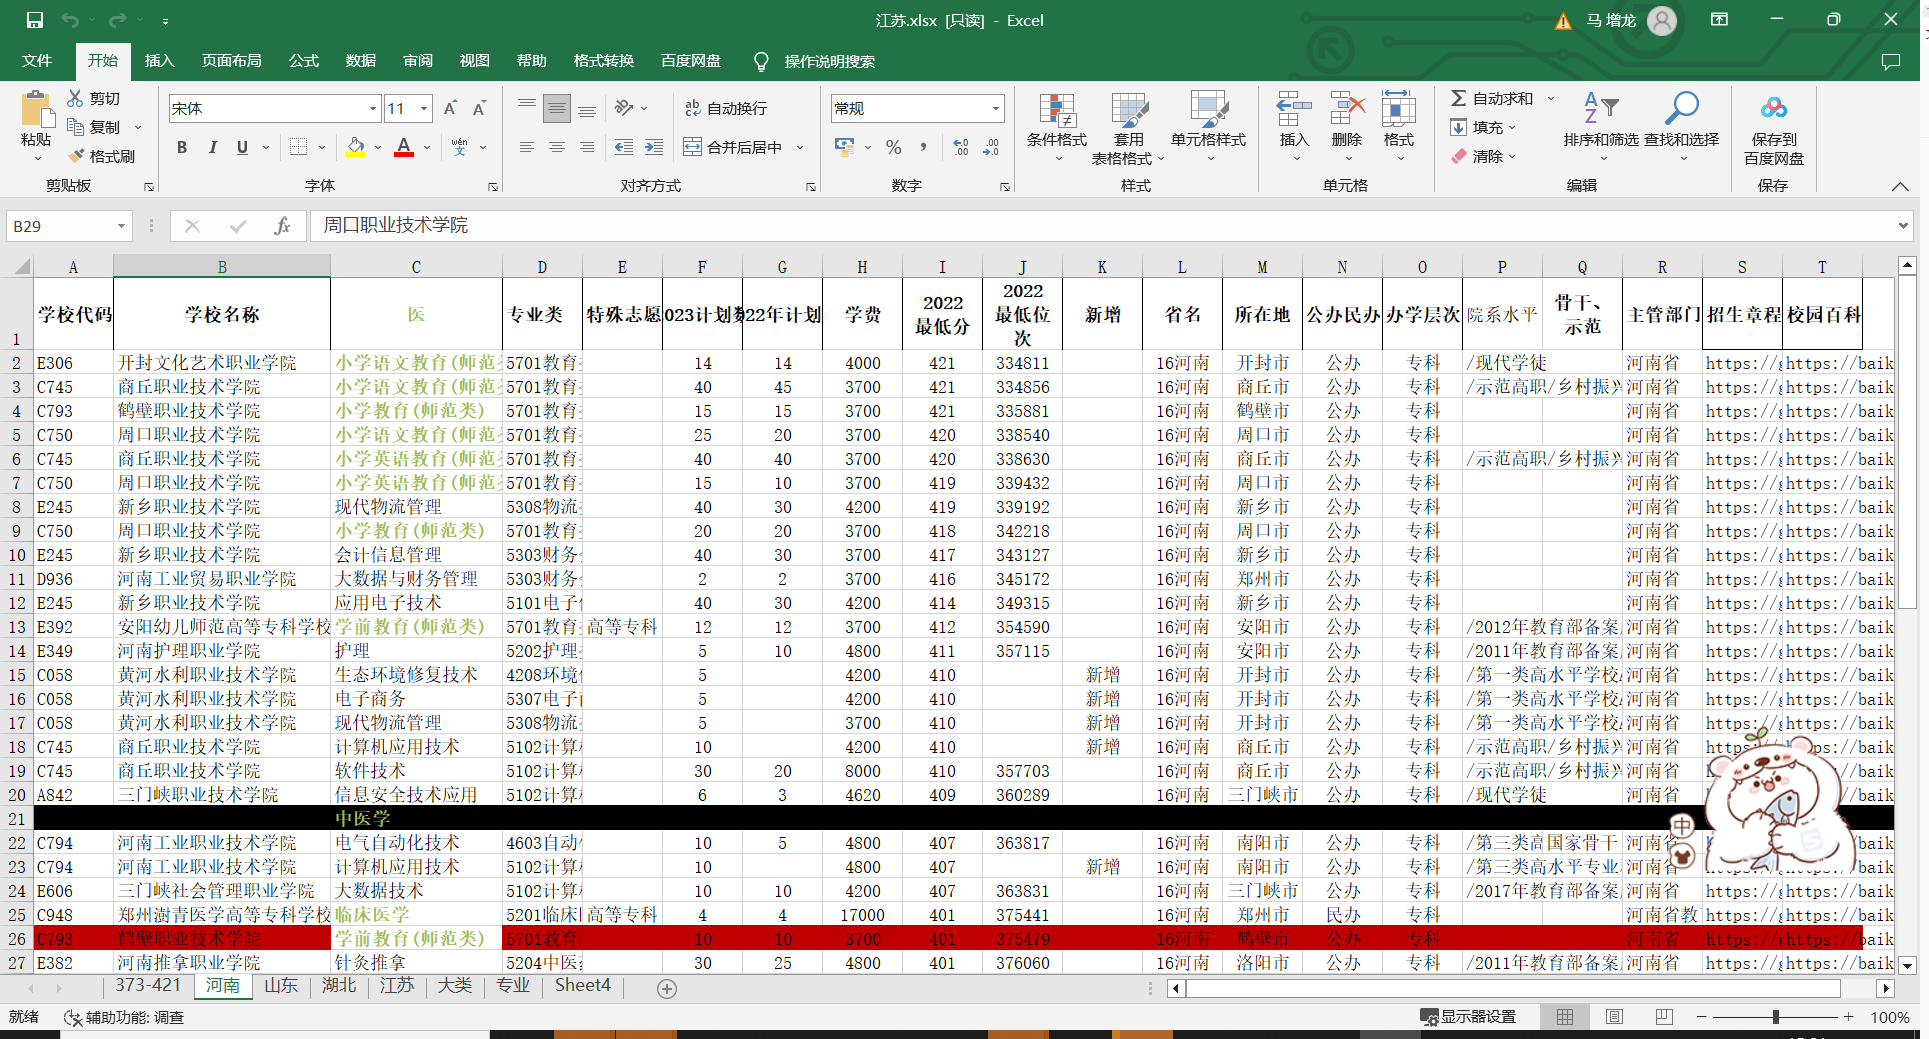 江苏.xlsx [只读] - Excel
马 增龙
文件 开始 插入 页面布局 公式 数据 审阅 视图 帮助 格式转换 百度网盘 操作说明搜索
粘贴 剪切 复制 格式刷 剪贴板
宋体 11 B I U A wén 文 字体
ab 自动换行 合并后居中 对齐方式
常规 % 数字
条件格式 套用表格格式 单元格样式 样式
插入 删除 格式 单元格
自动求和 填充 清除 排序和筛选 查找和选择 编辑
保存到百度网盘 保存
B29 fx 周口职业技术学院
A B C D E F G H I J K L M N O P Q R S T
1 学校代码 学校名称 医 专业类 特殊志愿 023计划 22年计划 学费 2022最低分 2022最低位次 新增 省名 所在地 公办民办 办学层次 院系水平 骨干、示范 主管部门 招生章程 校园百科
2 E306 开封文化艺术职业学院 小学语文教育(师范 5701教育 14 14 4000 421 334811 16河南 开封市 公办 专科 /现代学徒 河南省 https:// https://baik
3 C745 商丘职业技术学院 小学语文教育(师范 5701教育 40 45 3700 421 334856 16河南 商丘市 公办 专科 /示范高职/乡村振兴 河南省 https:// https://baik
4 C793 鹤壁职业技术学院 小学教育(师范类) 5701教育 15 15 3700 421 335881 16河南 鹤壁市 公办 专科 河南省 https:// https://baik
5 C750 周口职业技术学院 小学语文教育(师范 5701教育 25 20 3700 420 338540 16河南 周口市 公办 专科 河南省 https:// https://baik
6 C745 商丘职业技术学院 小学英语教育(师范 5701教育 40 40 3700 420 338630 16河南 商丘市 公办 专科 /示范高职/乡村振兴 河南省 https:// https://baik
7 C750 周口职业技术学院 小学英语教育(师范 5701教育 15 10 3700 419 339432 16河南 周口市 公办 专科 河南省 https:// https://baik
8 E245 新乡职业技术学院 现代物流管理 5308物流 40 30 4200 419 339192 16河南 新乡市 公办 专科 河南省 https:// https://baik
9 C750 周口职业技术学院 小学教育(师范类) 5701教育 20 20 3700 418 342218 16河南 周口市 公办 专科 河南省 https:// https://baik
10 E245 新乡职业技术学院 会计信息管理 5303财务 40 30 3700 417 343127 16河南 新乡市 公办 专科 河南省 https:// https://baik
11 D936 河南工业贸易职业学院 大数据与财务管理 5303财务 2 2 3700 416 345172 16河南 郑州市 公办 专科 河南省 https:// https://baik
12 E245 新乡职业技术学院 应用电子技术 5101电子 40 30 4200 414 349315 16河南 新乡市 公办 专科 河南省 https:// https://baik
13 E392 安阳幼儿师范高等专科学校 学前教育(师范类) 5701教育 高等专科 12 12 3700 412 354590 16河南 安阳市 公办 专科 /2012年教育部备案 河南省 https:// https://baik
14 E349 河南护理职业学院 护理 5202护理 5 10 4800 411 357115 16河南 安阳市 公办 专科 /2011年教育部备案 河南省 https:// https://baik
15 C058 黄河水利职业技术学院 生态环境修复技术 4208环境 5 4200 410 新增 16河南 开封市 公办 专科 /第一类高水平学校 河南省 https:// https://baik
16 C058 黄河水利职业技术学院 电子商务 5307电子 5 4200 410 新增 16河南 开封市 公办 专科 /第一类高水平学校 河南省 https:// https://baik
17 C058 黄河水利职业技术学院 现代物流管理 5308物流 5 3700 410 新增 16河南 开封市 公办 专科 /第一类高水平学校 河南省 https:// https://baik
18 C745 商丘职业技术学院 计算机应用技术 5102计算 10 4200 410 新增 16河南 商丘市 公办 专科 /示范高职/乡村振兴 河南省 https:// baik
19 C745 商丘职业技术学院 软件技术 5102计算 30 20 8000 410 357703 16河南 商丘市 公办 专科 /示范高职/乡村振兴 河南省 baik
20 A842 三门峡职业技术学院 信息安全技术应用 5102计算 6 3 4620 409 360289 16河南 三门峡市 公办 专科 /现代学徒 河南省 baik
21 中医学
22 C794 河南工业职业技术学院 电气自动化技术 4603自动 10 5 4800 407 363817 16河南 南阳市 公办 专科 /第三类高 国家骨干 河南省 baik
23 C794 河南工业职业技术学院 计算机应用技术 5102计算 10 4800 407 新增 16河南 南阳市 公办 专科 /第三类高水平专业 河南省 baik
24 E606 三门峡社会管理职业学院 大数据技术 5102计算 10 10 4200 407 363831 16河南 三门峡市 公办 专科 /2017年教育部备案 河南省 https:// https://baik
25 C948 郑州澍青医学高等专科学校 临床医学 5201临床 高等专科 4 4 17000 401 375441 16河南 郑州市 民办 专科 河南省教 https:// https://baik
26 C793 鹤壁职业技术学院 学前教育(师范类) 5701教育 10 10 3700 401 375479 16河南 鹤壁市 公办 专科 河南省 https:// https://baik
27 E382 河南推拿职业学院 针灸推拿 5204中医 30 25 4800 401 376060 16河南 洛阳市 公办 专科 /2011年教育部备案 河南省 https:// https://baik
中
373-421 河南 山东 湖北 江苏 大类 专业 Sheet4
就绪 辅助功能: 调查 显示器设置 100%